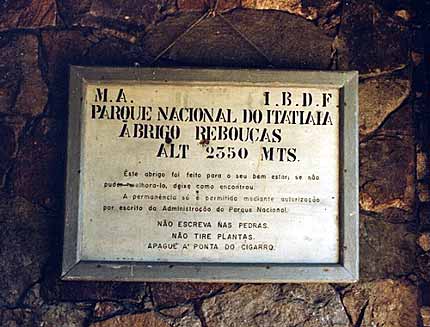 M.A. I.B.D.F
PARQUE NACIONAL DO ITATIAIA
ABRIGO REBOUÇAS
ALT 2350 MTS.
Este abrigo foi feito para o seu bem estar; se não
puder melhora-lo, deixe como encontrou.
A permanência só é permitida mediante autorização
por escrito da Administração do Parque Nacional.
NÃO ESCREVA NAS PEDRAS.
NÃO TIRE PLANTAS.
APAGUE A PONTA DO CIGARRO.